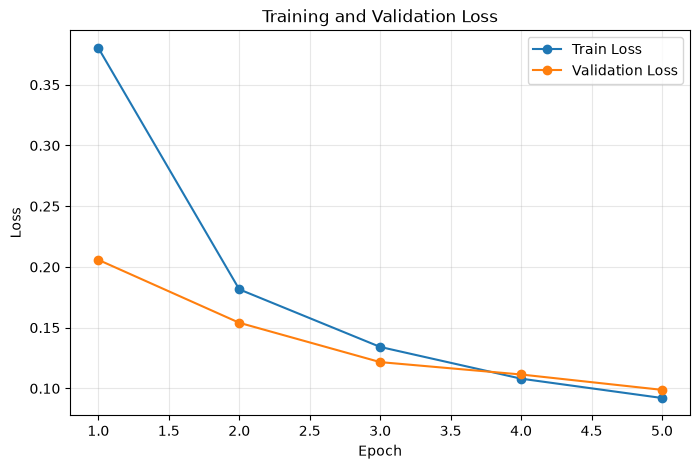 Training and Validation Loss
Train Loss
Validation Loss
Loss
0.35
0.30
0.25
0.20
0.15
0.10
1.0 1.5 2.0 2.5 3.0 3.5 4.0 4.5 5.0
Epoch